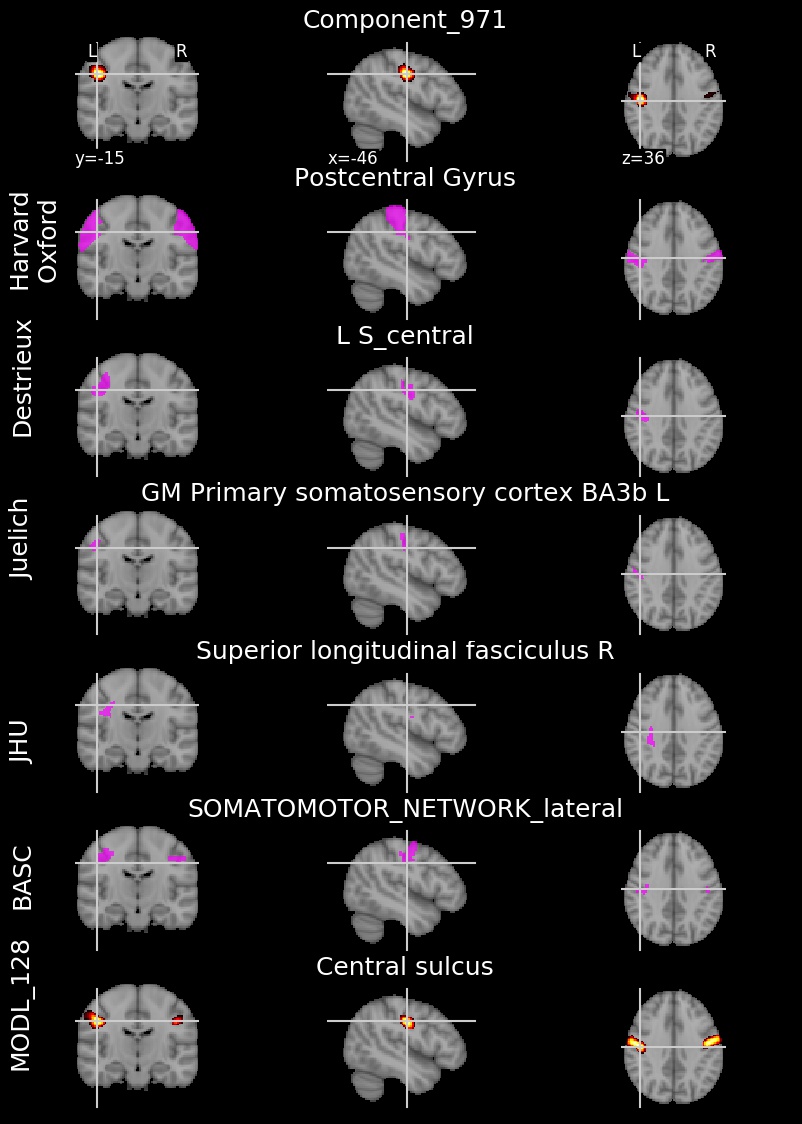 Component_971
L R
L R
y=-15
x=-46
z=36
Postcentral Gyrus
Harvard
Oxford
L S_central
Destrieux
GM Primary somatosensory cortex BA3b L
Juelich
Superior longitudinal fasciculus R
JHU
SOMATOMOTOR_NETWORK_lateral
BASC
Central sulcus
MODL_128